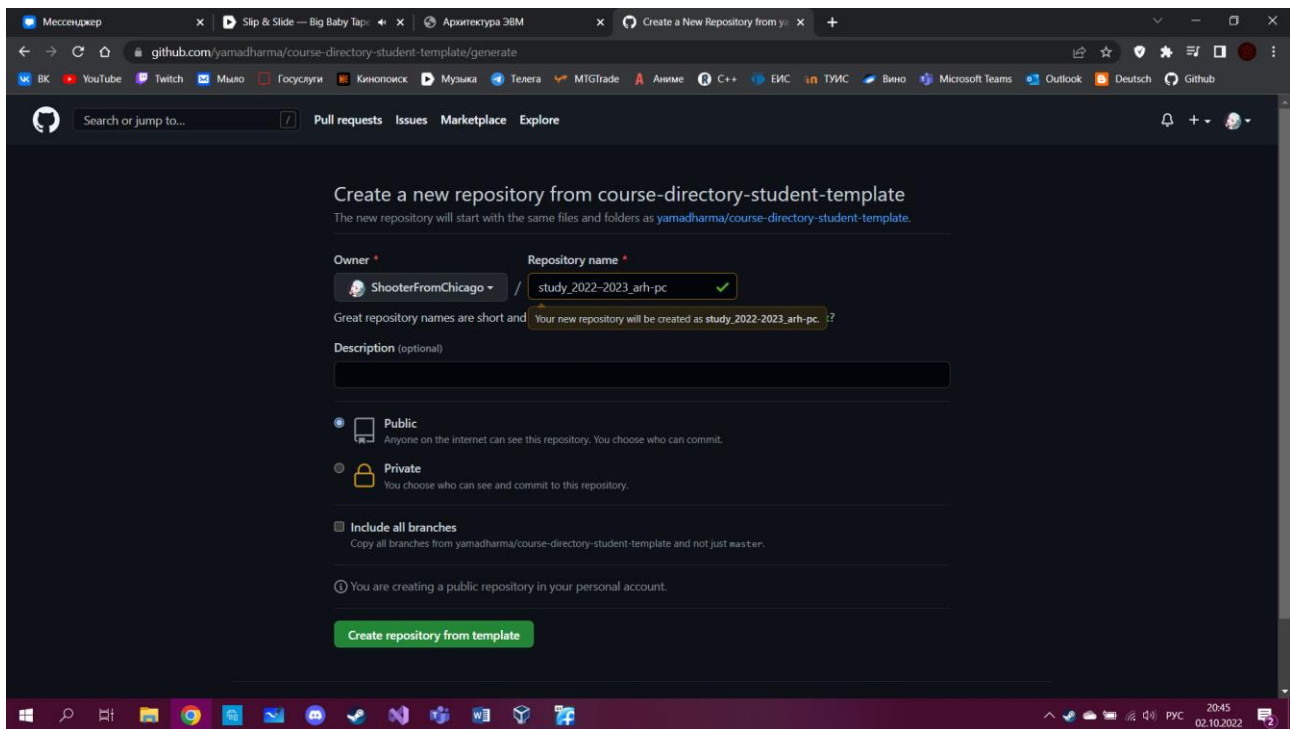 Мессенджер
Slip & Slide — Big Baby Tape
Архитектура ЭВМ
Create a New Repository from yа
github.com/yamadharma/course-directory-student-template/generate
ВК YouTube Twitch Мыло Госуслуги Кинопоиск Музыка Телега MTGTrade Аниме C++ ЕИС ТУИС Вино Microsoft Teams Outlook Deutsch Github
Search or jump to... / Pull requests Issues Marketplace Explore
Create a new repository from course-directory-student-template
The new repository will start with the same files and folders as yamadharma/course-directory-student-template.
Owner * Repository name *
ShooterFromChicago / study_2022–2023_arh-pc
Great repository names are short and
Your new repository will be created as study_2022-2023_arh-pc.
?
Description (optional)
Public
Anyone on the internet can see this repository. You choose who can commit.
Private
You choose who can see and commit to this repository.
Include all branches
Copy all branches from yamadharma/course-directory-student-template and not just master.
You are creating a public repository in your personal account.
Create repository from template
РУС
20:45
02.10.2022
2